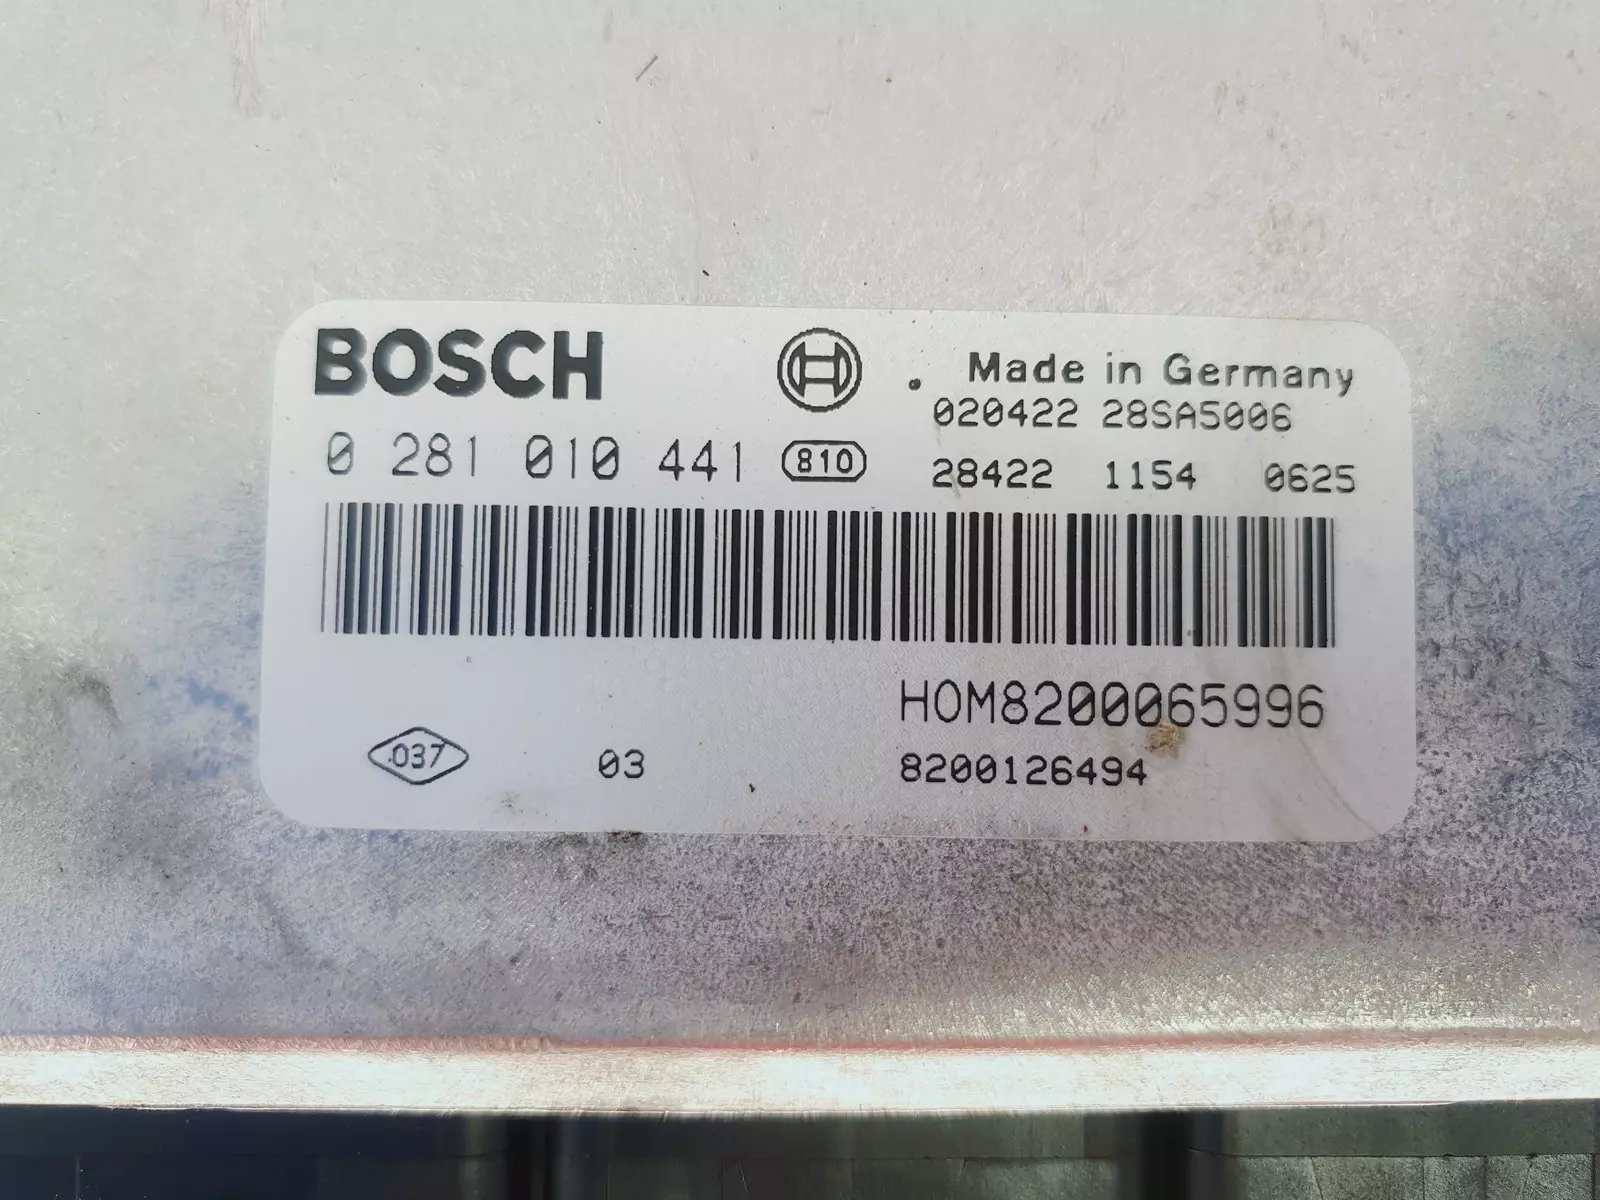 BOSCH
Made in Germany
020422 28SA5006
0 281 010 441 810
28422 1154 0625
HOM8200065996
037 03 8200126494